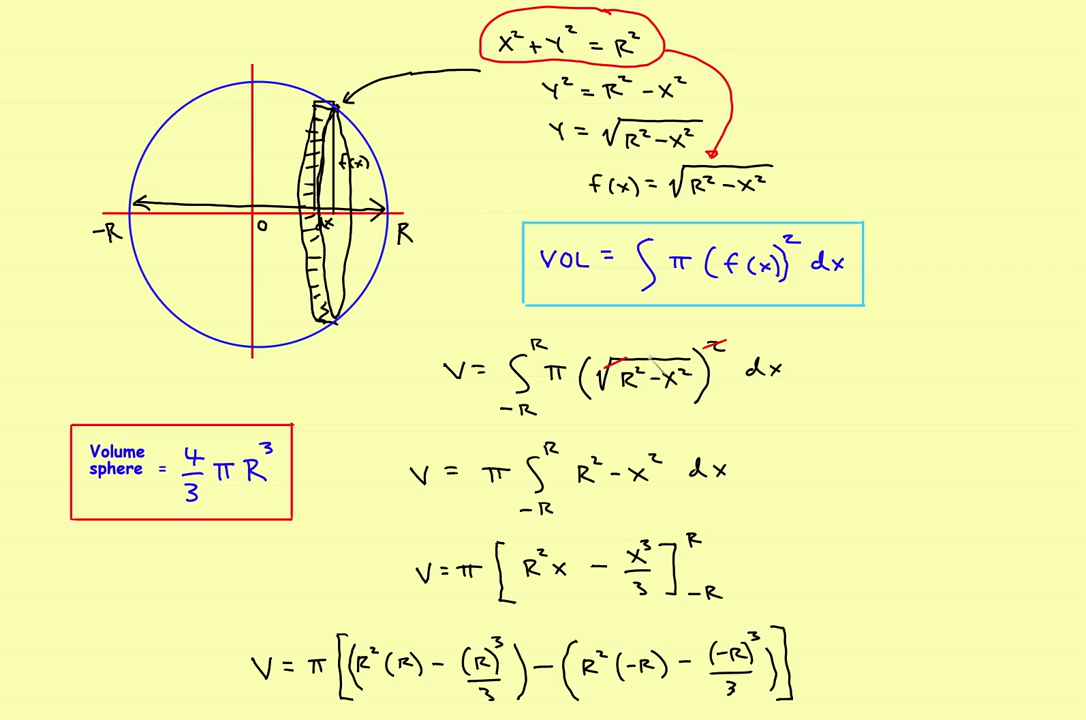 X² + Y² = R²
Y² = R² - X²
Y = √(R² - X²)
f(x) = √(R² - X²)
f(x)
-R
0
dx
R
VOL = ∫ π (f(x))² dx
V = ∫_{-R}^{R} π (√(R² - X²))² dx
Volume
sphere = 4/3 π R³
V = π ∫_{-R}^{R} R² - X² dx
V = π [R²x - x³/3]_{-R}^{R}
V = π [(R²(R) - (R)³/3) - (R²(-R) - (-R)³/3)]